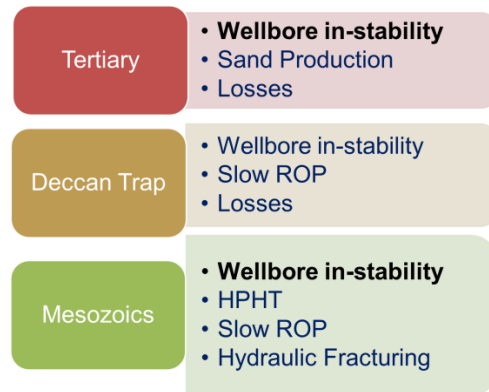 Tertiary
• Wellbore in-stability
• Sand Production
• Losses
Deccan Trap
• Wellbore in-stability
• Slow ROP
• Losses
Mesozoics
• Wellbore in-stability
• HPHT
• Slow ROP
• Hydraulic Fracturing